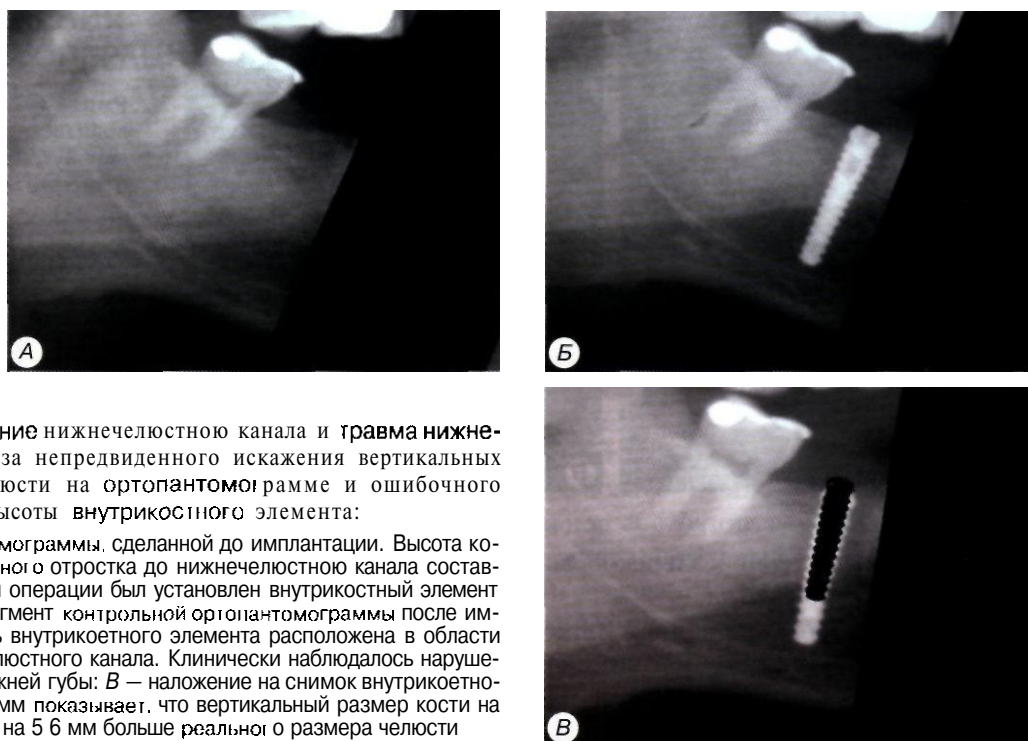 А
Б
ние нижнечелюстною канала и травма нижне-
за непредвиденного искажения вертикальных
юсти на ортопантомограмме и ошибочного
ысоты внутрикостного элемента:
мограммы, сделанной до имплантации. Высота ко-
ного отростка до нижнечелюстною канала состав-
и операции был установлен внутрикостный элемент
гмент контрольной ортопантомограммы после им-
ь внутрикоетного элемента расположена в области
люстного канала. Клинически наблюдалось наруше-
жней губы: В — наложение на снимок внутрикоетно-
мм показывает, что вертикальный размер кости на
на 5 6 мм больше реального размера челюсти
В